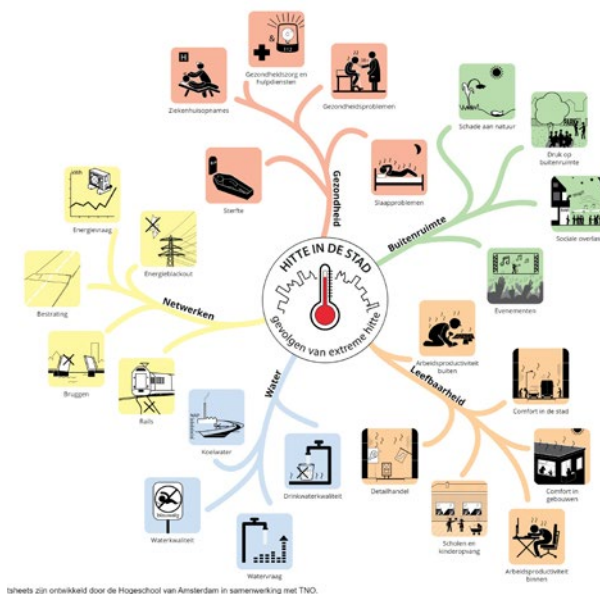 HITTE IN DE STAD
gevolgen van extreme hitte
Gezondheid
Ziekenhuisopnames
Gezondheidszorg en
hulpdiensten
&
H
112
Gezondheidsproblemen
Sterfte
Slaapproblemen
Buitenruimte
Schade aan natuur
Druk op
buitenruimte
Sociale overlast
Evenementen
Leefbaarheid
Arbeidsproductiviteit
buiten
Comfort in de stad
Comfort in
gebouwen
Arbeidsproductiviteit
binnen
Scholen en
kinderopvang
Detailhandel
Water
Koelwater
Drinkwaterkwaliteit
Waterkwaliteit
Watervraag
Netwerken
Energievraag
Energieblackout
Bestrating
Bruggen
Rails
tsheets zijn ontwikkeld door de Hogeschool van Amsterdam in samenwerking met TNO.